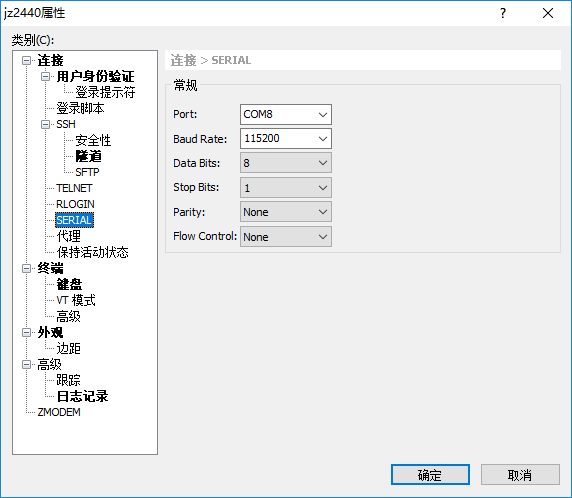 jz2440属性
类别(C):
连接
用户身份验证
登录提示符
登录脚本
SSH
安全性
隧道
SFTP
TELNET
RLOGIN
SERIAL
代理
保持活动状态
终端
键盘
VT 模式
高级
外观
边距
高级
跟踪
日志记录
ZMODEM
连接 > SERIAL
常规
Port: COM8
Baud Rate: 115200
Data Bits: 8
Stop Bits: 1
Parity: None
Flow Control: None
确定 取消